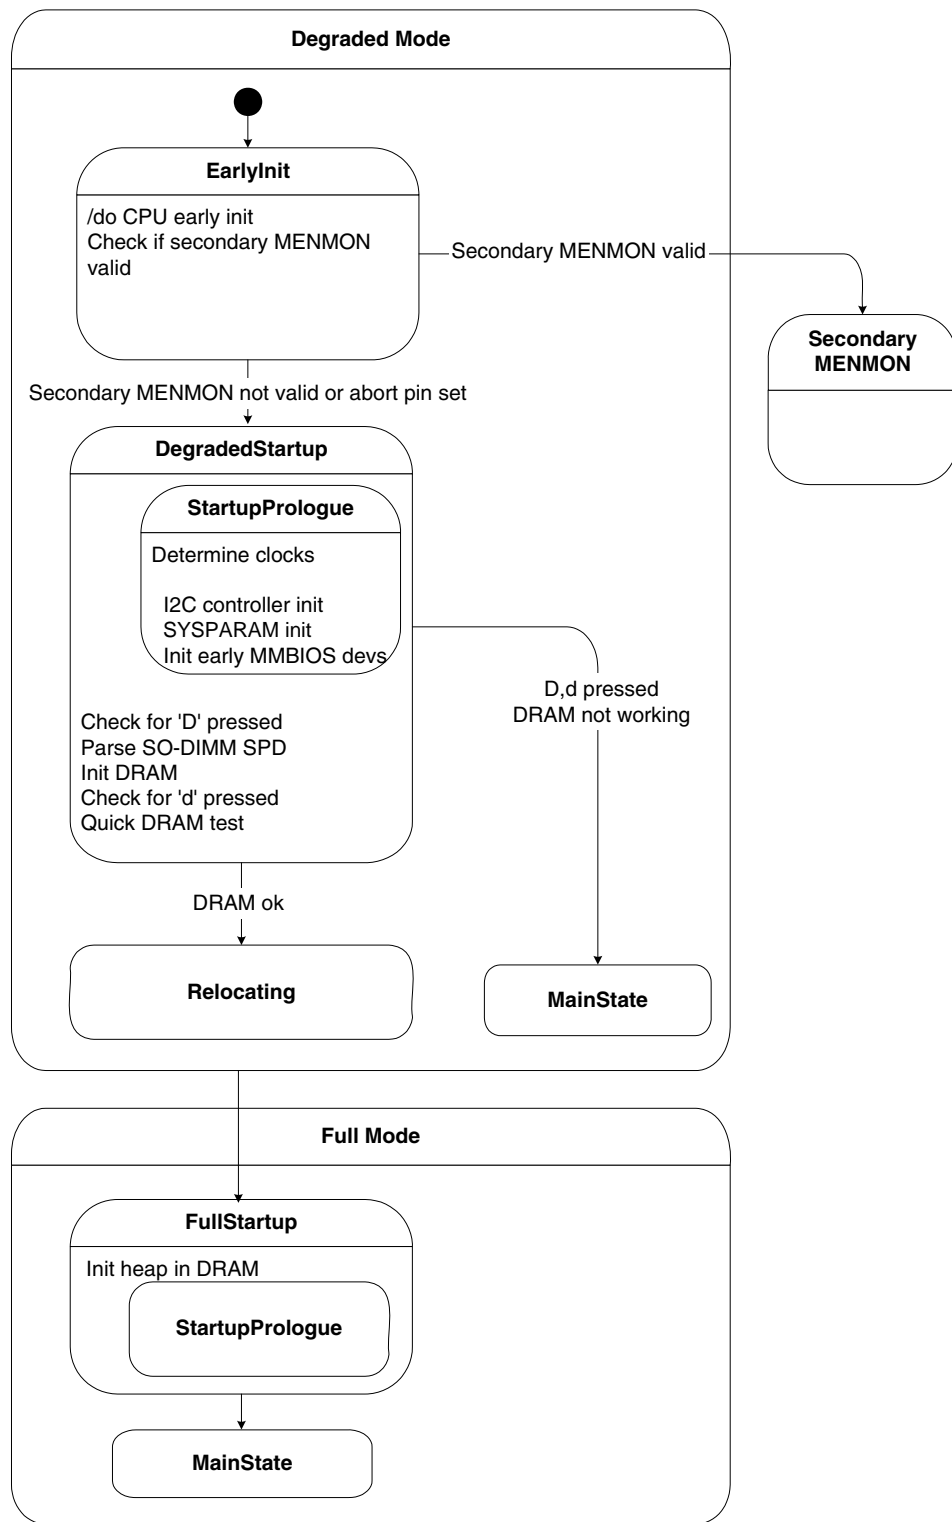 Degraded Mode
EarlyInit
/do CPU early init
Check if secondary MENMON
valid
Secondary MENMON valid
Secondary
MENMON
Secondary MENMON not valid or abort pin set
DegradedStartup
StartupPrologue
Determine clocks
I2C controller init
SYSPARAM init
Init early MMBIOS devs
D,d pressed
DRAM not working
Check for 'D' pressed
Parse SO-DIMM SPD
Init DRAM
Check for 'd' pressed
Quick DRAM test
DRAM ok
Relocating
MainState
Full Mode
FullStartup
Init heap in DRAM
StartupPrologue
MainState